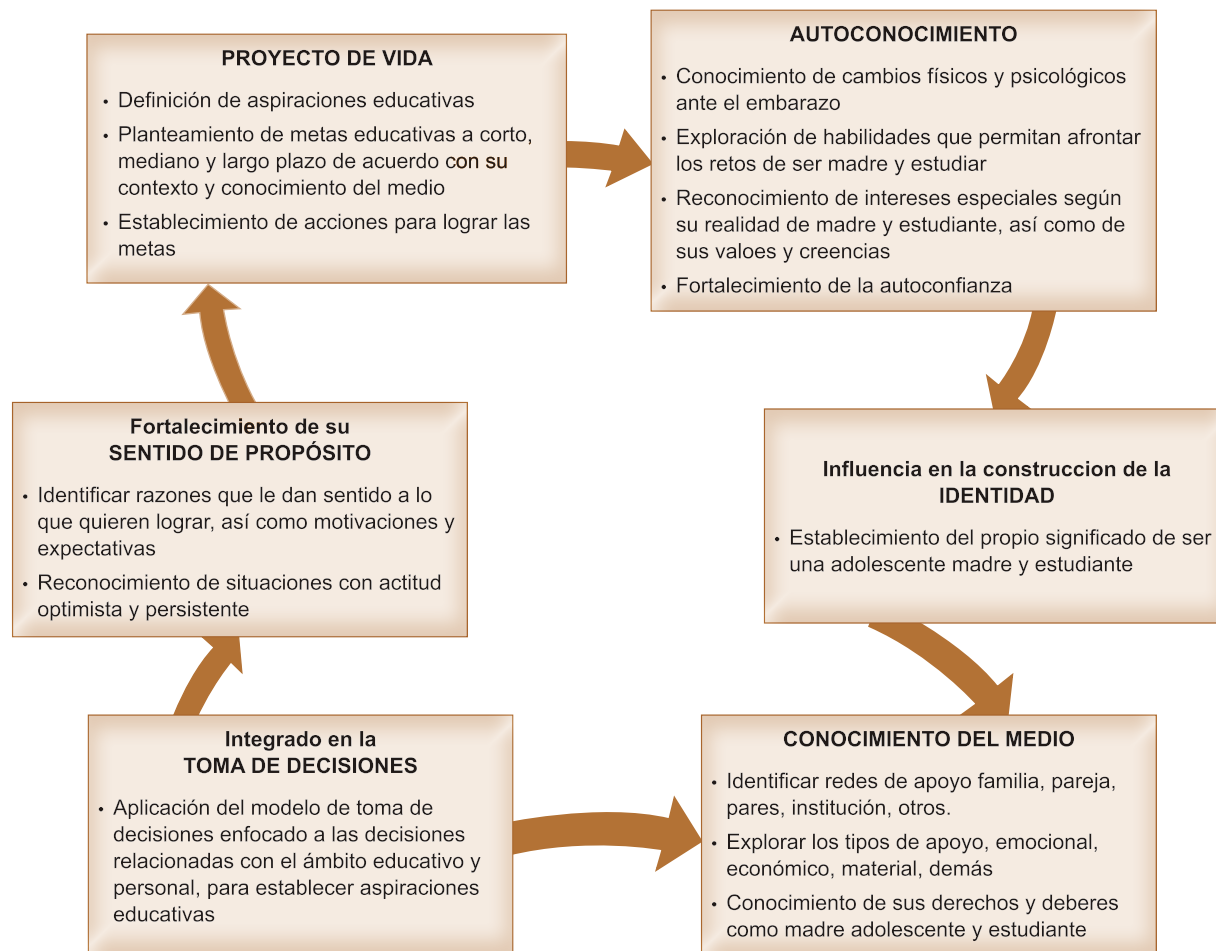 PROYECTO DE VIDA
• Definición de aspiraciones educativas
• Planteamiento de metas educativas a corto,
mediano y largo plazo de acuerdo con su
contexto y conocimiento del medio
• Establecimiento de acciones para lograr las
metas
AUTOCONOCIMIENTO
• Conocimiento de cambios físicos y psicológicos
ante el embarazo
• Exploración de habilidades que permitan afrontar
los retos de ser madre y estudiar
• Reconocimiento de intereses especiales según
su realidad de madre y estudiante, así como de
sus valoes y creencias
• Fortalecimiento de la autoconfianza
Influencia en la construccion de la
IDENTIDAD
• Establecimiento del propio significado de ser
una adolescente madre y estudiante
CONOCIMIENTO DEL MEDIO
• Identificar redes de apoyo familia, pareja,
pares, institución, otros.
• Explorar los tipos de apoyo, emocional,
económico, material, demás
• Conocimiento de sus derechos y deberes
como madre adolescente y estudiante
Integrado en la
TOMA DE DECISIONES
• Aplicación del modelo de toma de
decisiones enfocado a las decisiones
relacionadas con el ámbito educativo y
personal, para establecer aspiraciones
educativas
Fortalecimiento de su
SENTIDO DE PROPÓSITO
• Identificar razones que le dan sentido a lo
que quieren lograr, así como motivaciones y
expectativas
• Reconocimiento de situaciones con actitud
optimista y persistente